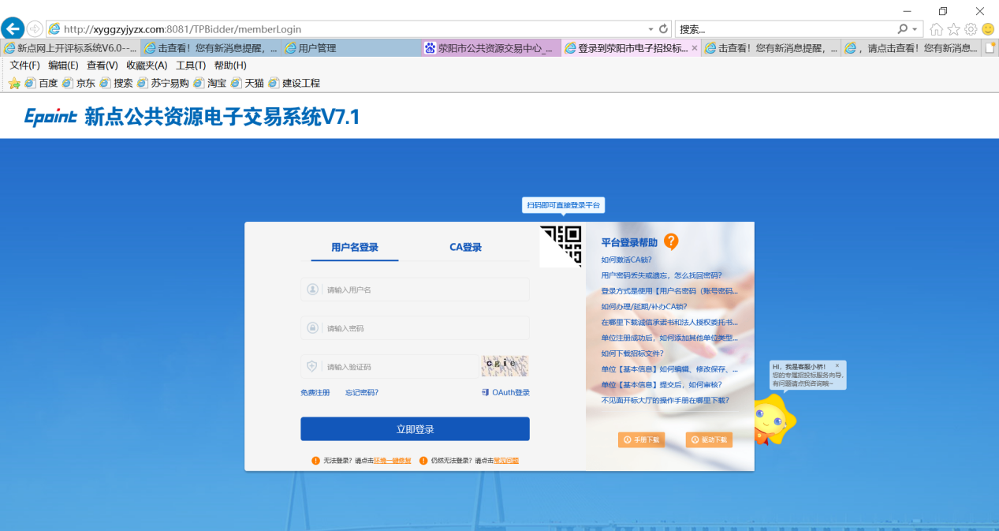 http://xyggzyjyzx.com:8081/TPBidder/memberLogin
搜索...
新点网上开评标系统V6.0--...
击查看！您有新消息提醒，...
用户管理
荥阳市公共资源交易中心_...
登录到荥阳市电子招投标...
击查看！您有新消息提醒，...
，请点击查看！您有新消息...
文件(F) 编辑(E) 查看(V) 收藏夹(A) 工具(T) 帮助(H)
百度 京东 搜索 苏宁易购 淘宝 天猫 建设工程
Epoint 新点公共资源电子交易系统V7.1
扫码即可直接登录平台
用户名登录 CA登录
请输入用户名
请输入密码
请输入验证码
cgie
免费注册 忘记密码? OAuth登录
立即登录
无法登录？请点击环境一键修复 仍然无法登录？请点击常见问题
平台登录帮助
如何激活CA锁?
用户密码丢失或遗忘，怎么找回密码?
登录方式是使用【用户名密码（账号密码...
如何办理/延期/补办CA锁?
在哪里下载诚信承诺书和法人授权委托书...
单位注册成功后，如何添加其他单位类型...
如何下载招标文件?
单位【基本信息】如何编辑、修改保存、...
单位【基本信息】提交后，如何审核?
不见面开标大厅的操作手册在哪里下载?
手册下载 驱动下载
HI，我是客服小桥！
您的专属招投标服务向导，
有问题请点我咨询哦~